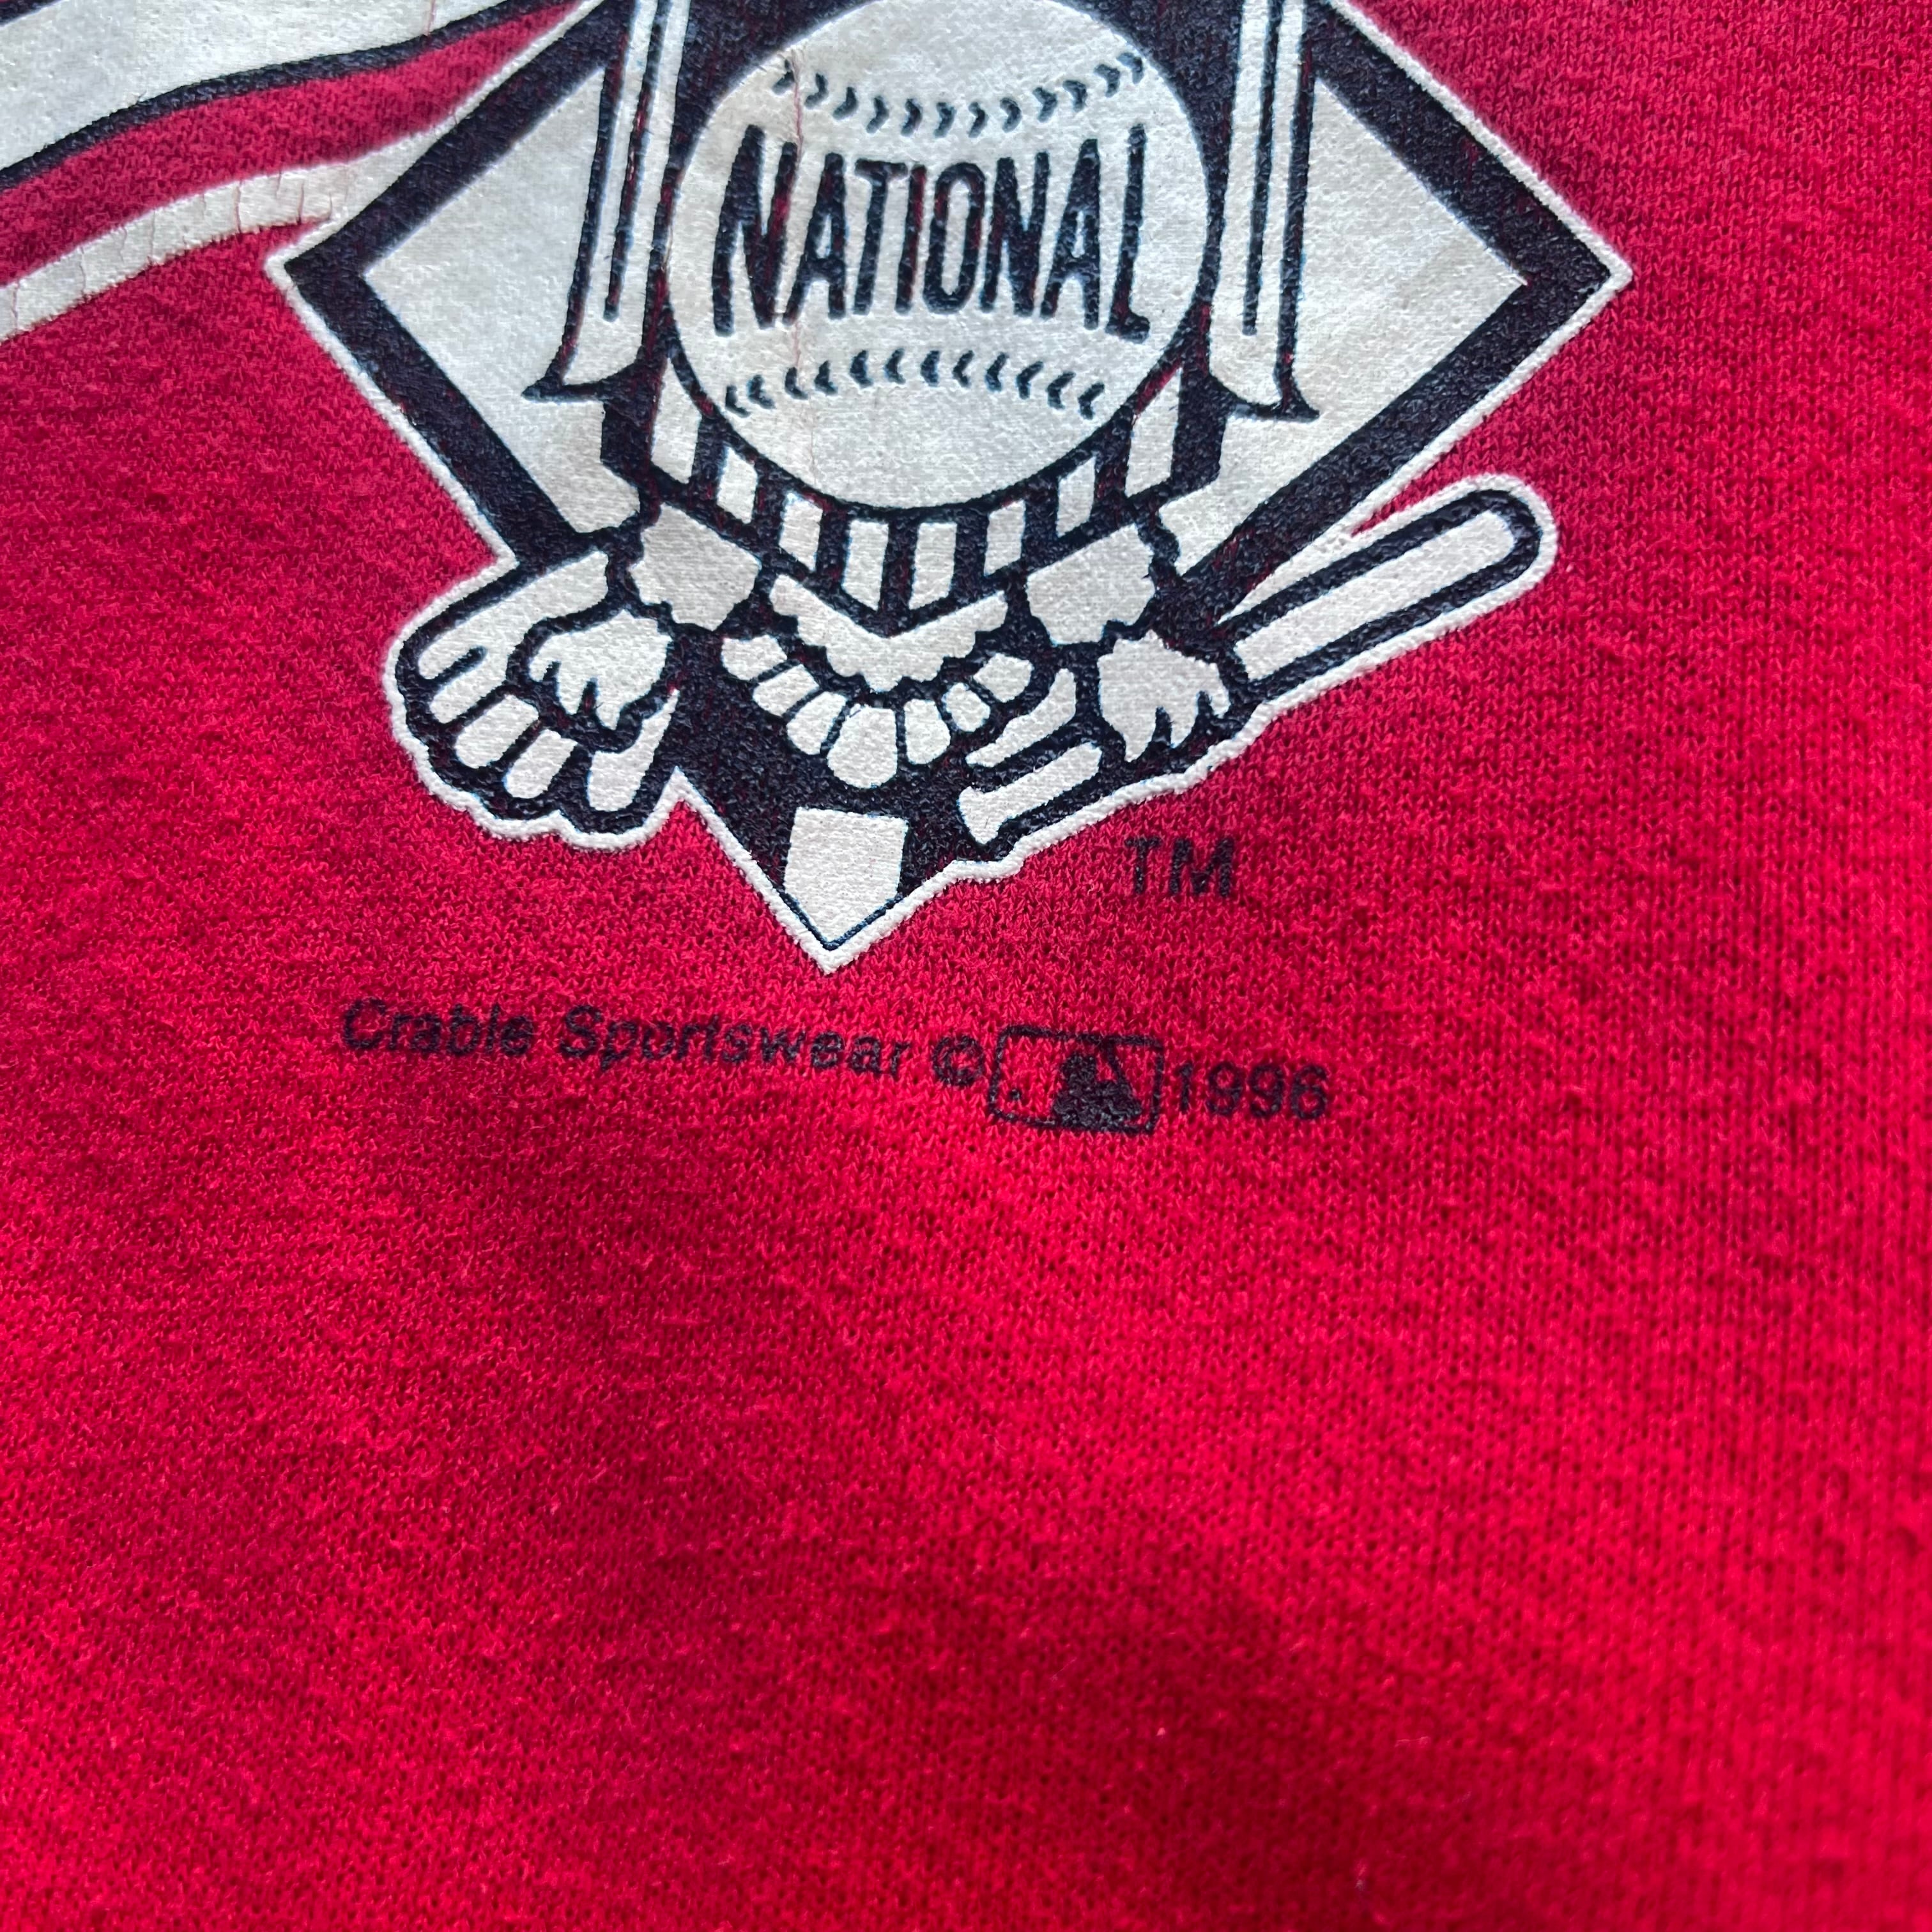 NATIONAL
TM
Crable Sportswear © 1996